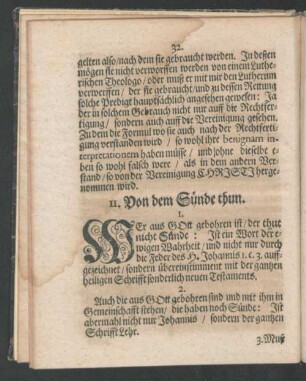 32.
gelten also / nach dem sie gebraucht werden. In dessen
mögen sie nicht verworffen werden von einem Luthe-
rischen Theologo / oder muß er mit mir den Lutherum
verwerffen / der sie gebraucht / und zu dessen Rettung
solche Predigt hauptsächlich angesehen gewesen: Ja
der in solchem Gebrauch nicht nur auff die Rechtfer-
tigung / sondern auch auff die Vereinigung gesehen.
Zu dem die Formul wo sie auch nach der Rechtferti-
gung verstanden wird / so wohl ihre benignam in-
terpretationem haben müste / und johne dieselbe e-
ben so wohl falsch wer / als in dem andern Ver-
stand / so von der Vereinigung CHRISTI herge-
nommen wird.
11. Von dem Sünde thun.
1.
WEr aus GOtt gebohren ist / der thut
nicht Sünde: Ist ein Wort der e-
wigen Wahrheit / und nicht nur durch
die Feder des H. Johannis 1. c. 3. auff-
gezeichnet / sondern übereinstimmet mit der gantzen
heiligen Schrifft sonderlich neuen Testaments.
2.
Auch die aus GOtt gebohren sind und mit ihm in
Gemeinschafft stehen / die haben noch Sünde: Ist
abermahl nicht nur Johannis / sondern der gantzen
Schrifft Lehr.
3. Muß